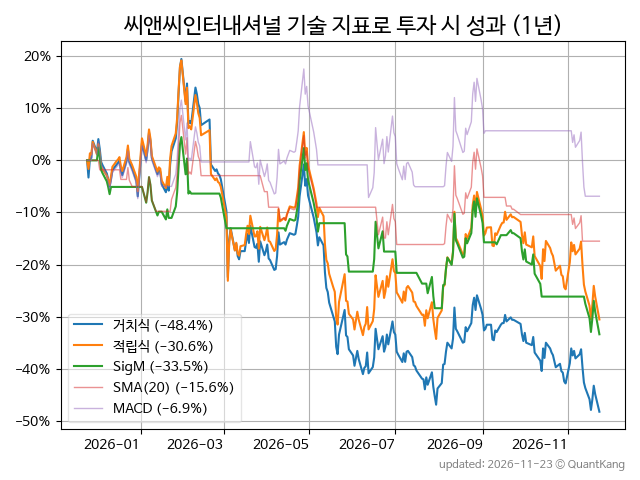 씨앤씨인터내셔널 기술 지표로 투자 시 성과 (1년)
20%
10%
0%
−10%
−20%
−30%
−40%
−50%
거치식 (−48.4%)
적립식 (−30.6%)
SigM (−33.5%)
SMA(20) (−15.6%)
MACD (−6.9%)
2026-01 2026-03 2026-05 2026-07 2026-09 2026-11
updated: 2026-11-23 ⓒ QuantKang